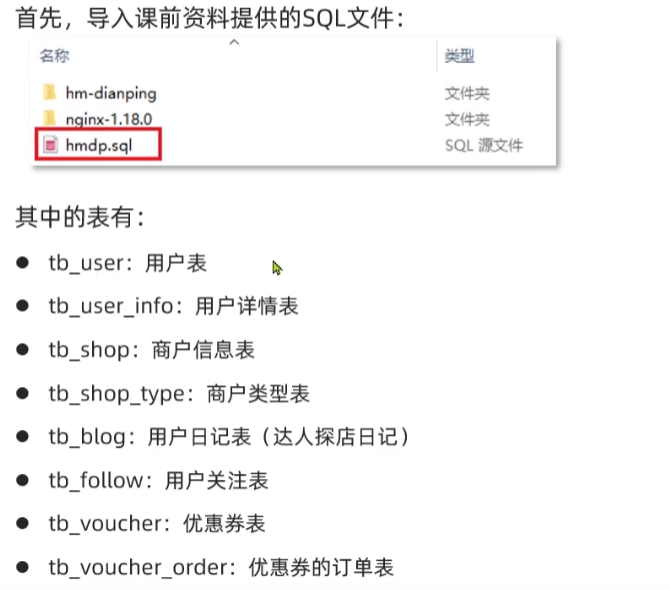 首先，导入课前资料提供的SQL文件：
名称 类型
hm-dianping 文件夹
nginx-1.18.0 文件夹
hmdp.sql SQL 源文件
其中的表有：
● tb_user：用户表
● tb_user_info：用户详情表
● tb_shop：商户信息表
● tb_shop_type：商户类型表
● tb_blog：用户日记表（达人探店日记）
● tb_follow：用户关注表
● tb_voucher：优惠券表
● tb_voucher_order：优惠券的订单表